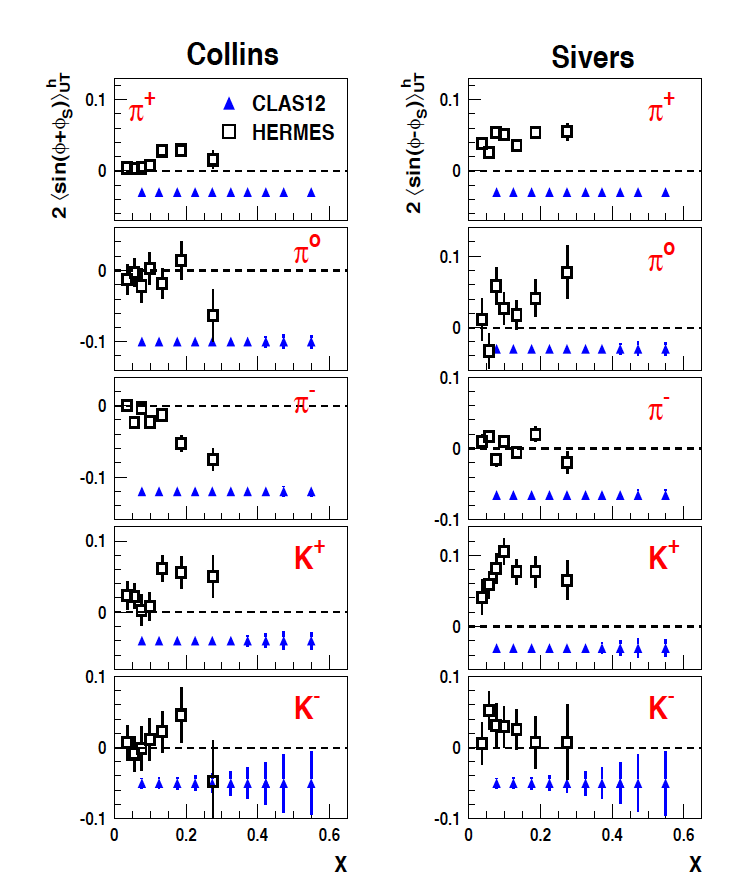 Collins
2 ⟨sin(ϕ+ϕS)⟩hUT
0.1
0
π+
CLAS12
HERMES
0
-0.1
πo
0
-0.1
π-
0.1
0
K+
0.1
0
-0.1
K-
0 0.2 0.4 0.6
X
Sivers
2 ⟨sin(ϕ-ϕS)⟩hUT
0.1
0
π+
0.1
0
πo
0.1
0
-0.1
π-
0.1
0
K+
0.1
0
-0.1
K-
0 0.2 0.4 0.6
X